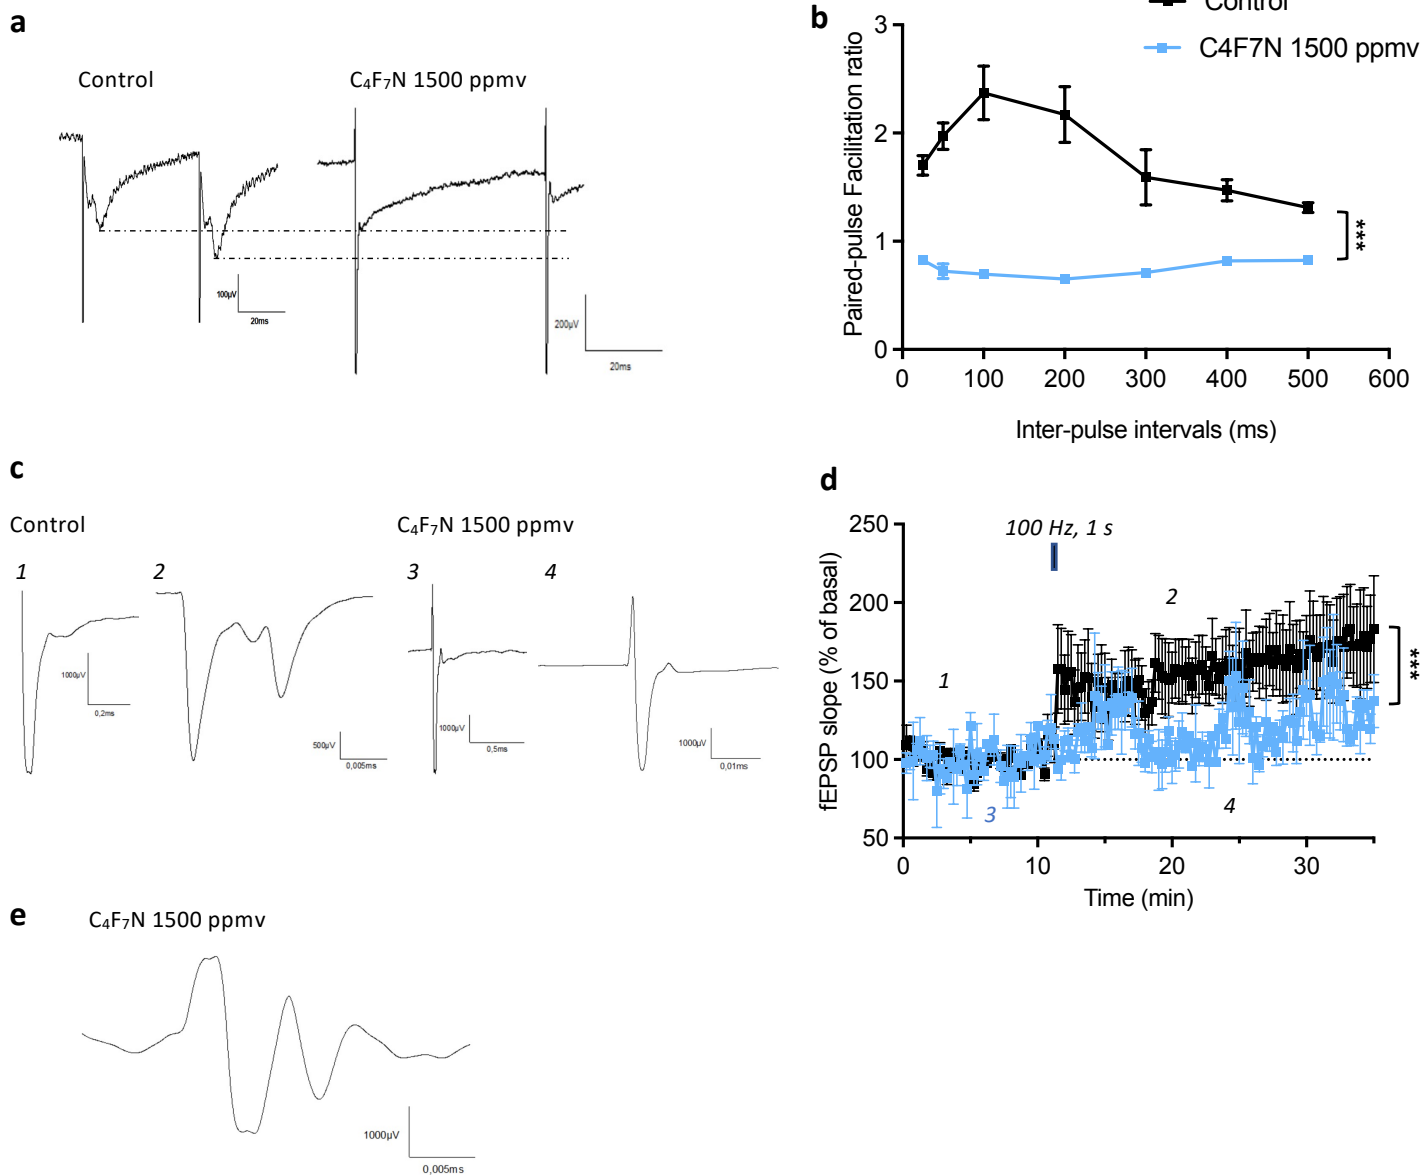 a
Control
C₄F₇N 1500 ppmv
100µV
20ms
200µV
20ms
b
Control
C4F7N 1500 ppmv
Paired-pulse Facilitation ratio
3
2
1
0
0 100 200 300 400 500 600
Inter-pulse intervals (ms)
***
c
Control
C₄F₇N 1500 ppmv
1 2 3 4
1000µV
0,2ms
500µV
0,005ms
1000µV
0,5ms
1000µV
0,01ms
d
fEPSP slope (% of basal)
250
200
150
100
50
100 Hz, 1 s
1
2
3
4
***
0 10 20 30
Time (min)
e
C₄F₇N 1500 ppmv
1000µV
0,005ms